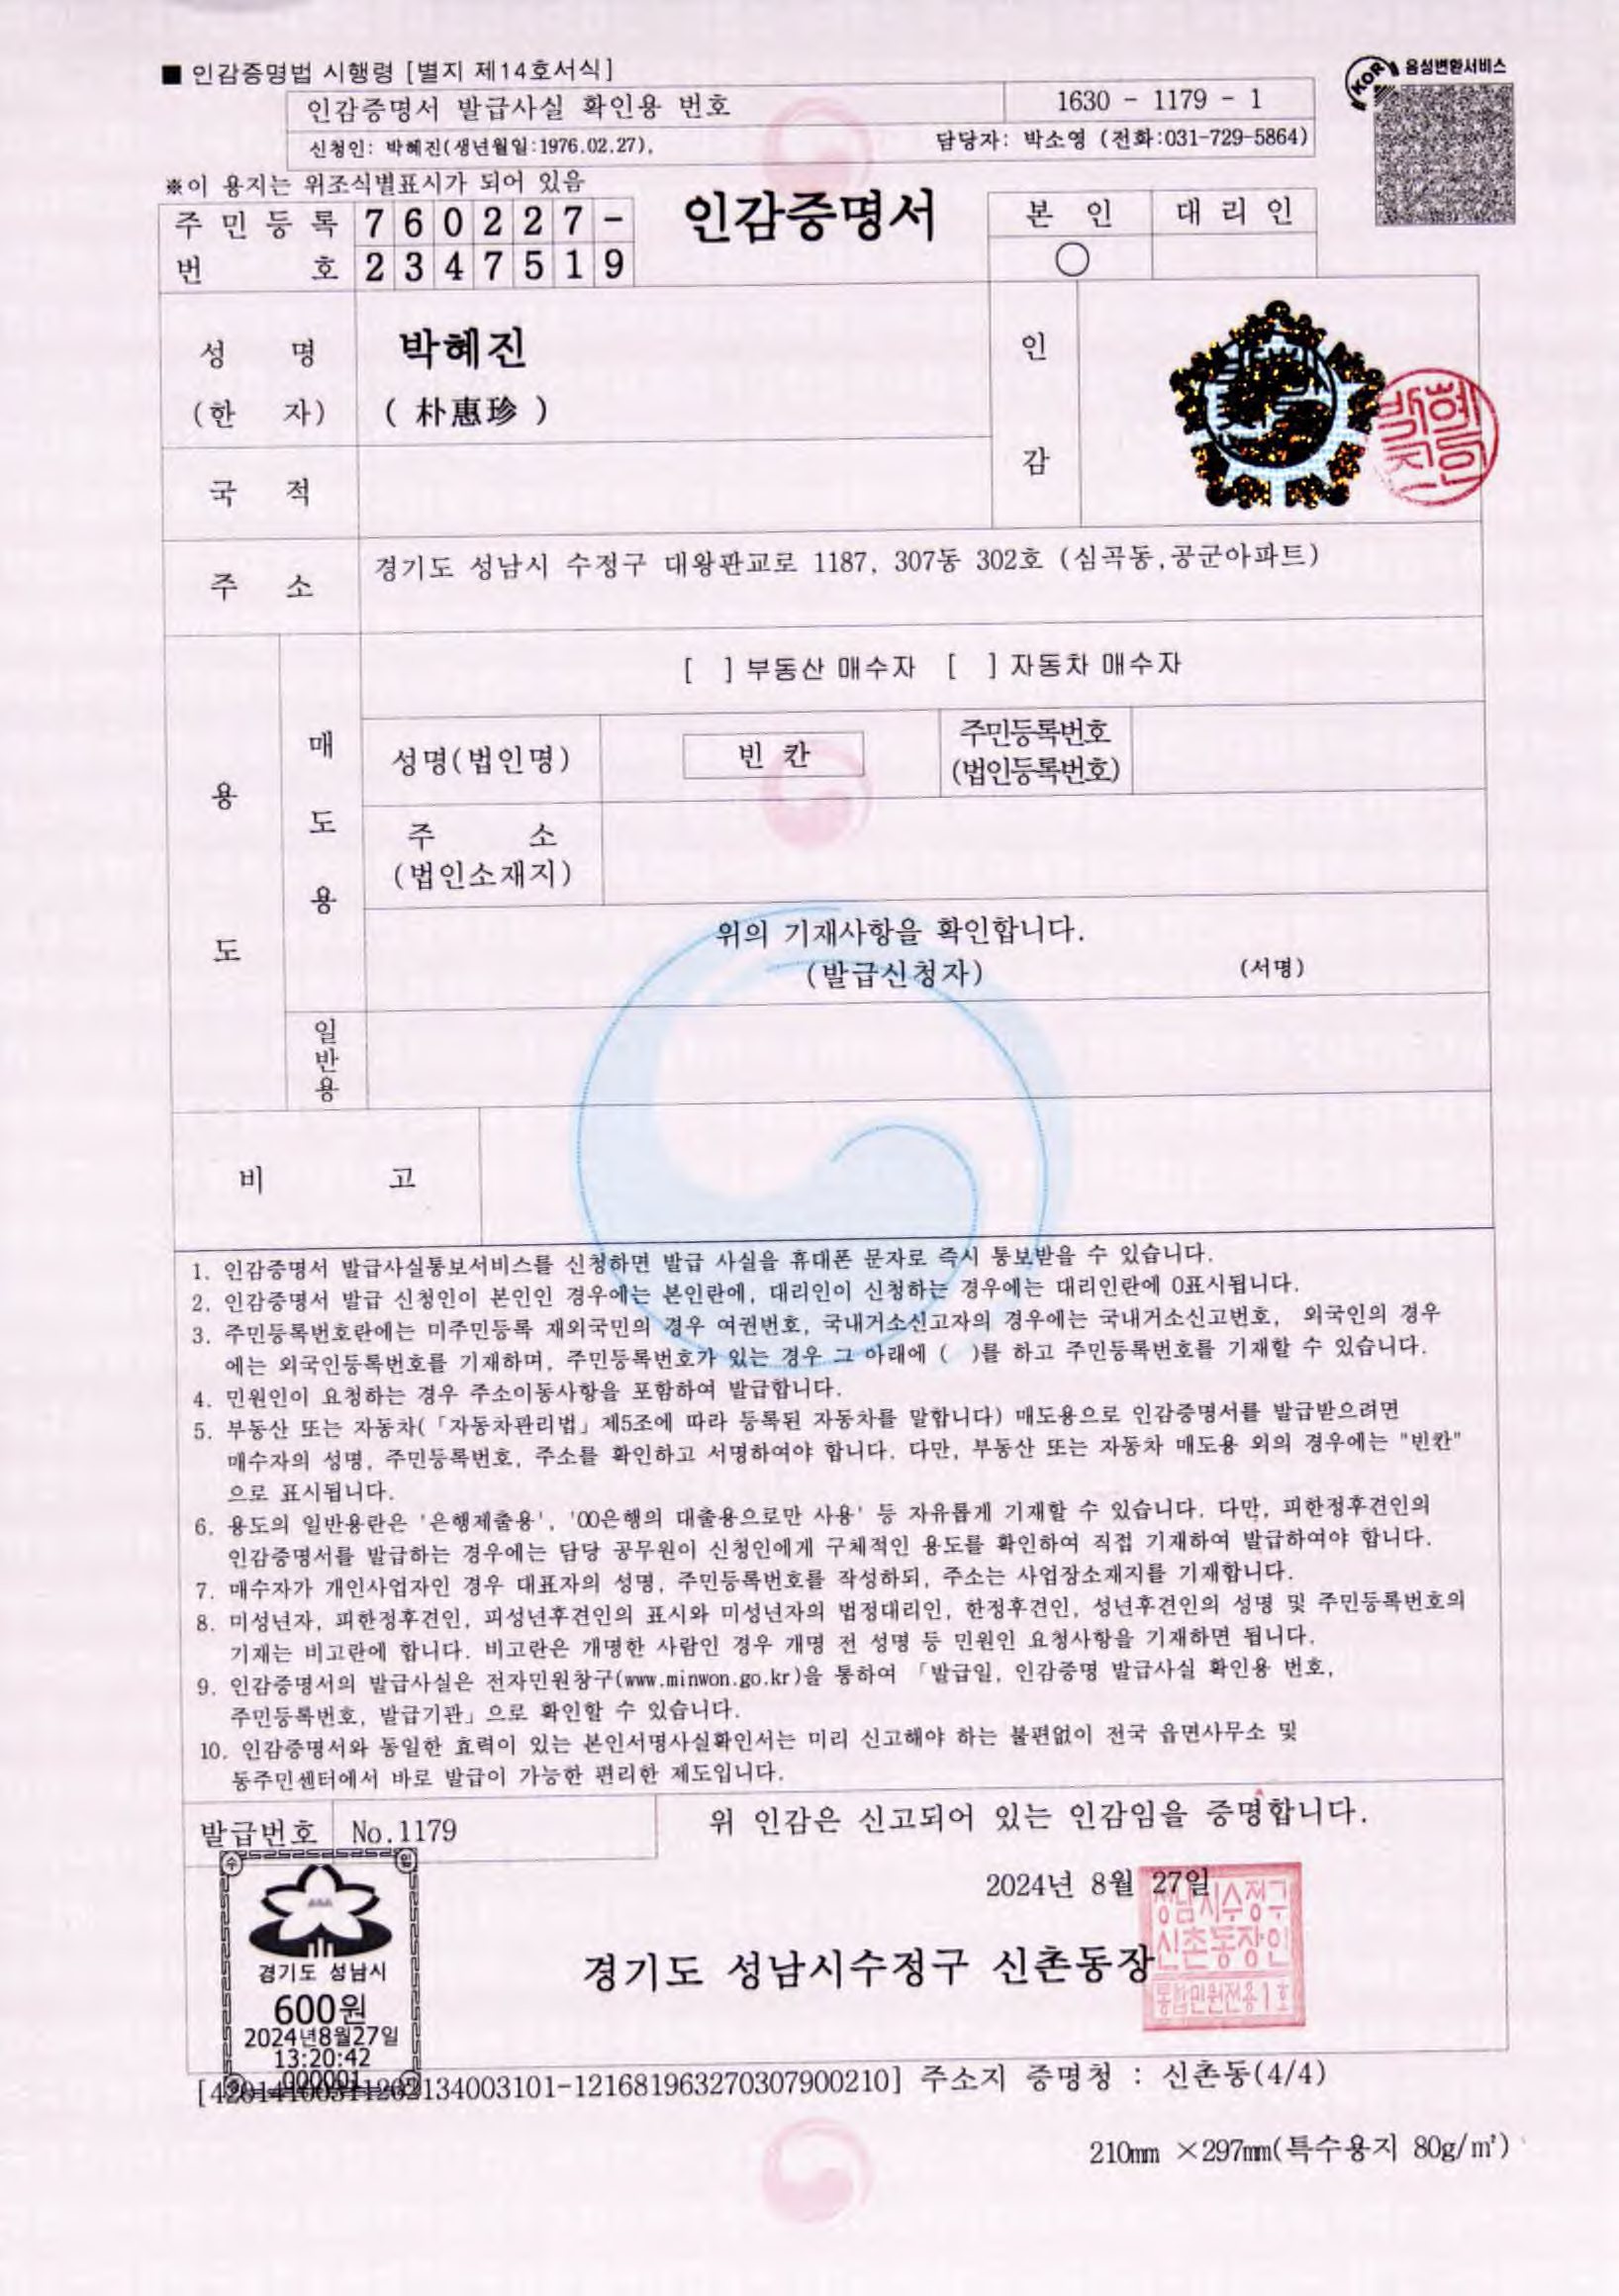 ■ 인감증명법 시행령 [별지 제14호서식]
음성변환서비스
KOR
인감증명서 발급사실 확인용 번호 1630 - 1179 - 1
신청인: 박혜진(생년월일:1976.02.27), 담당자: 박소영 (전화:031-729-5864)
※이 용지는 위조식별표시가 되어 있음
주민등록 760227-
번호 2347519
인감증명서
본 인 대 리 인
○
성 명 박혜진
(한 자) (朴惠珍)
인
감
국 적
주 소 경기도 성남시 수정구 대왕판교로 1187, 307동 302호 (심곡동,공군아파트)
용
도
매
도
용
[ ] 부동산 매수자 [ ] 자동차 매수자
성명(법인명) 빈 칸 주민등록번호
(법인등록번호)
주 소
(법인소재지)
위의 기재사항을 확인합니다.
(발급신청자) (서명)
일
반
용
비 고
1. 인감증명서 발급사실통보서비스를 신청하면 발급 사실을 휴대폰 문자로 즉시 통보받을 수 있습니다.
2. 인감증명서 발급 신청인이 본인인 경우에는 본인란에, 대리인이 신청하는 경우에는 대리인란에 0표시됩니다.
3. 주민등록번호란에는 미주민등록 재외국민의 경우 여권번호, 국내거소신고자의 경우에는 국내거소신고번호, 외국인의 경우
에는 외국인등록번호를 기재하며, 주민등록번호가 있는 경우 그 아래에 ( )를 하고 주민등록번호를 기재할 수 있습니다.
4. 민원인이 요청하는 경우 주소이동사항을 포함하여 발급합니다.
5. 부동산 또는 자동차(「자동차관리법」제5조에 따라 등록된 자동차를 말합니다) 매도용으로 인감증명서를 발급받으려면
매수자의 성명, 주민등록번호, 주소를 확인하고 서명하여야 합니다. 다만, 부동산 또는 자동차 매도용 외의 경우에는 "빈칸"
으로 표시됩니다.
6. 용도의 일반용란은 '은행제출용', '00은행의 대출용으로만 사용' 등 자유롭게 기재할 수 있습니다. 다만, 피한정후견인의
인감증명서를 발급하는 경우에는 담당 공무원이 신청인에게 구체적인 용도를 확인하여 직접 기재하여 발급하여야 합니다.
7. 매수자가 개인사업자인 경우 대표자의 성명, 주민등록번호를 작성하되, 주소는 사업장소재지를 기재합니다.
8. 미성년자, 피한정후견인, 피성년후견인의 표시와 미성년자의 법정대리인, 한정후견인, 성년후견인의 성명 및 주민등록번호의
기재는 비고란에 합니다. 비고란은 개명한 사람인 경우 개명 전 성명 등 민원인 요청사항을 기재하면 됩니다.
9. 인감증명서의 발급사실은 전자민원창구(www.minwon.go.kr)을 통하여 「발급일, 인감증명 발급사실 확인용 번호,
주민등록번호, 발급기관」으로 확인할 수 있습니다.
10. 인감증명서와 동일한 효력이 있는 본인서명사실확인서는 미리 신고해야 하는 불편없이 전국 읍면사무소 및
동주민센터에서 바로 발급이 가능한 편리한 제도입니다.
발급번호 No.1179
위 인감은 신고되어 있는 인감임을 증명합니다.
2024년 8월 27일
경기도 성남시수정구 신촌동장
성남시수정구
신촌동장인
통합민원전용1호
수 입
경기도 성남시
600원
2024년8월27일
13:20:42
000001
주소지 증명청 : 신촌동(4/4)
210mm ×297mm(특수용지 80g/㎡)